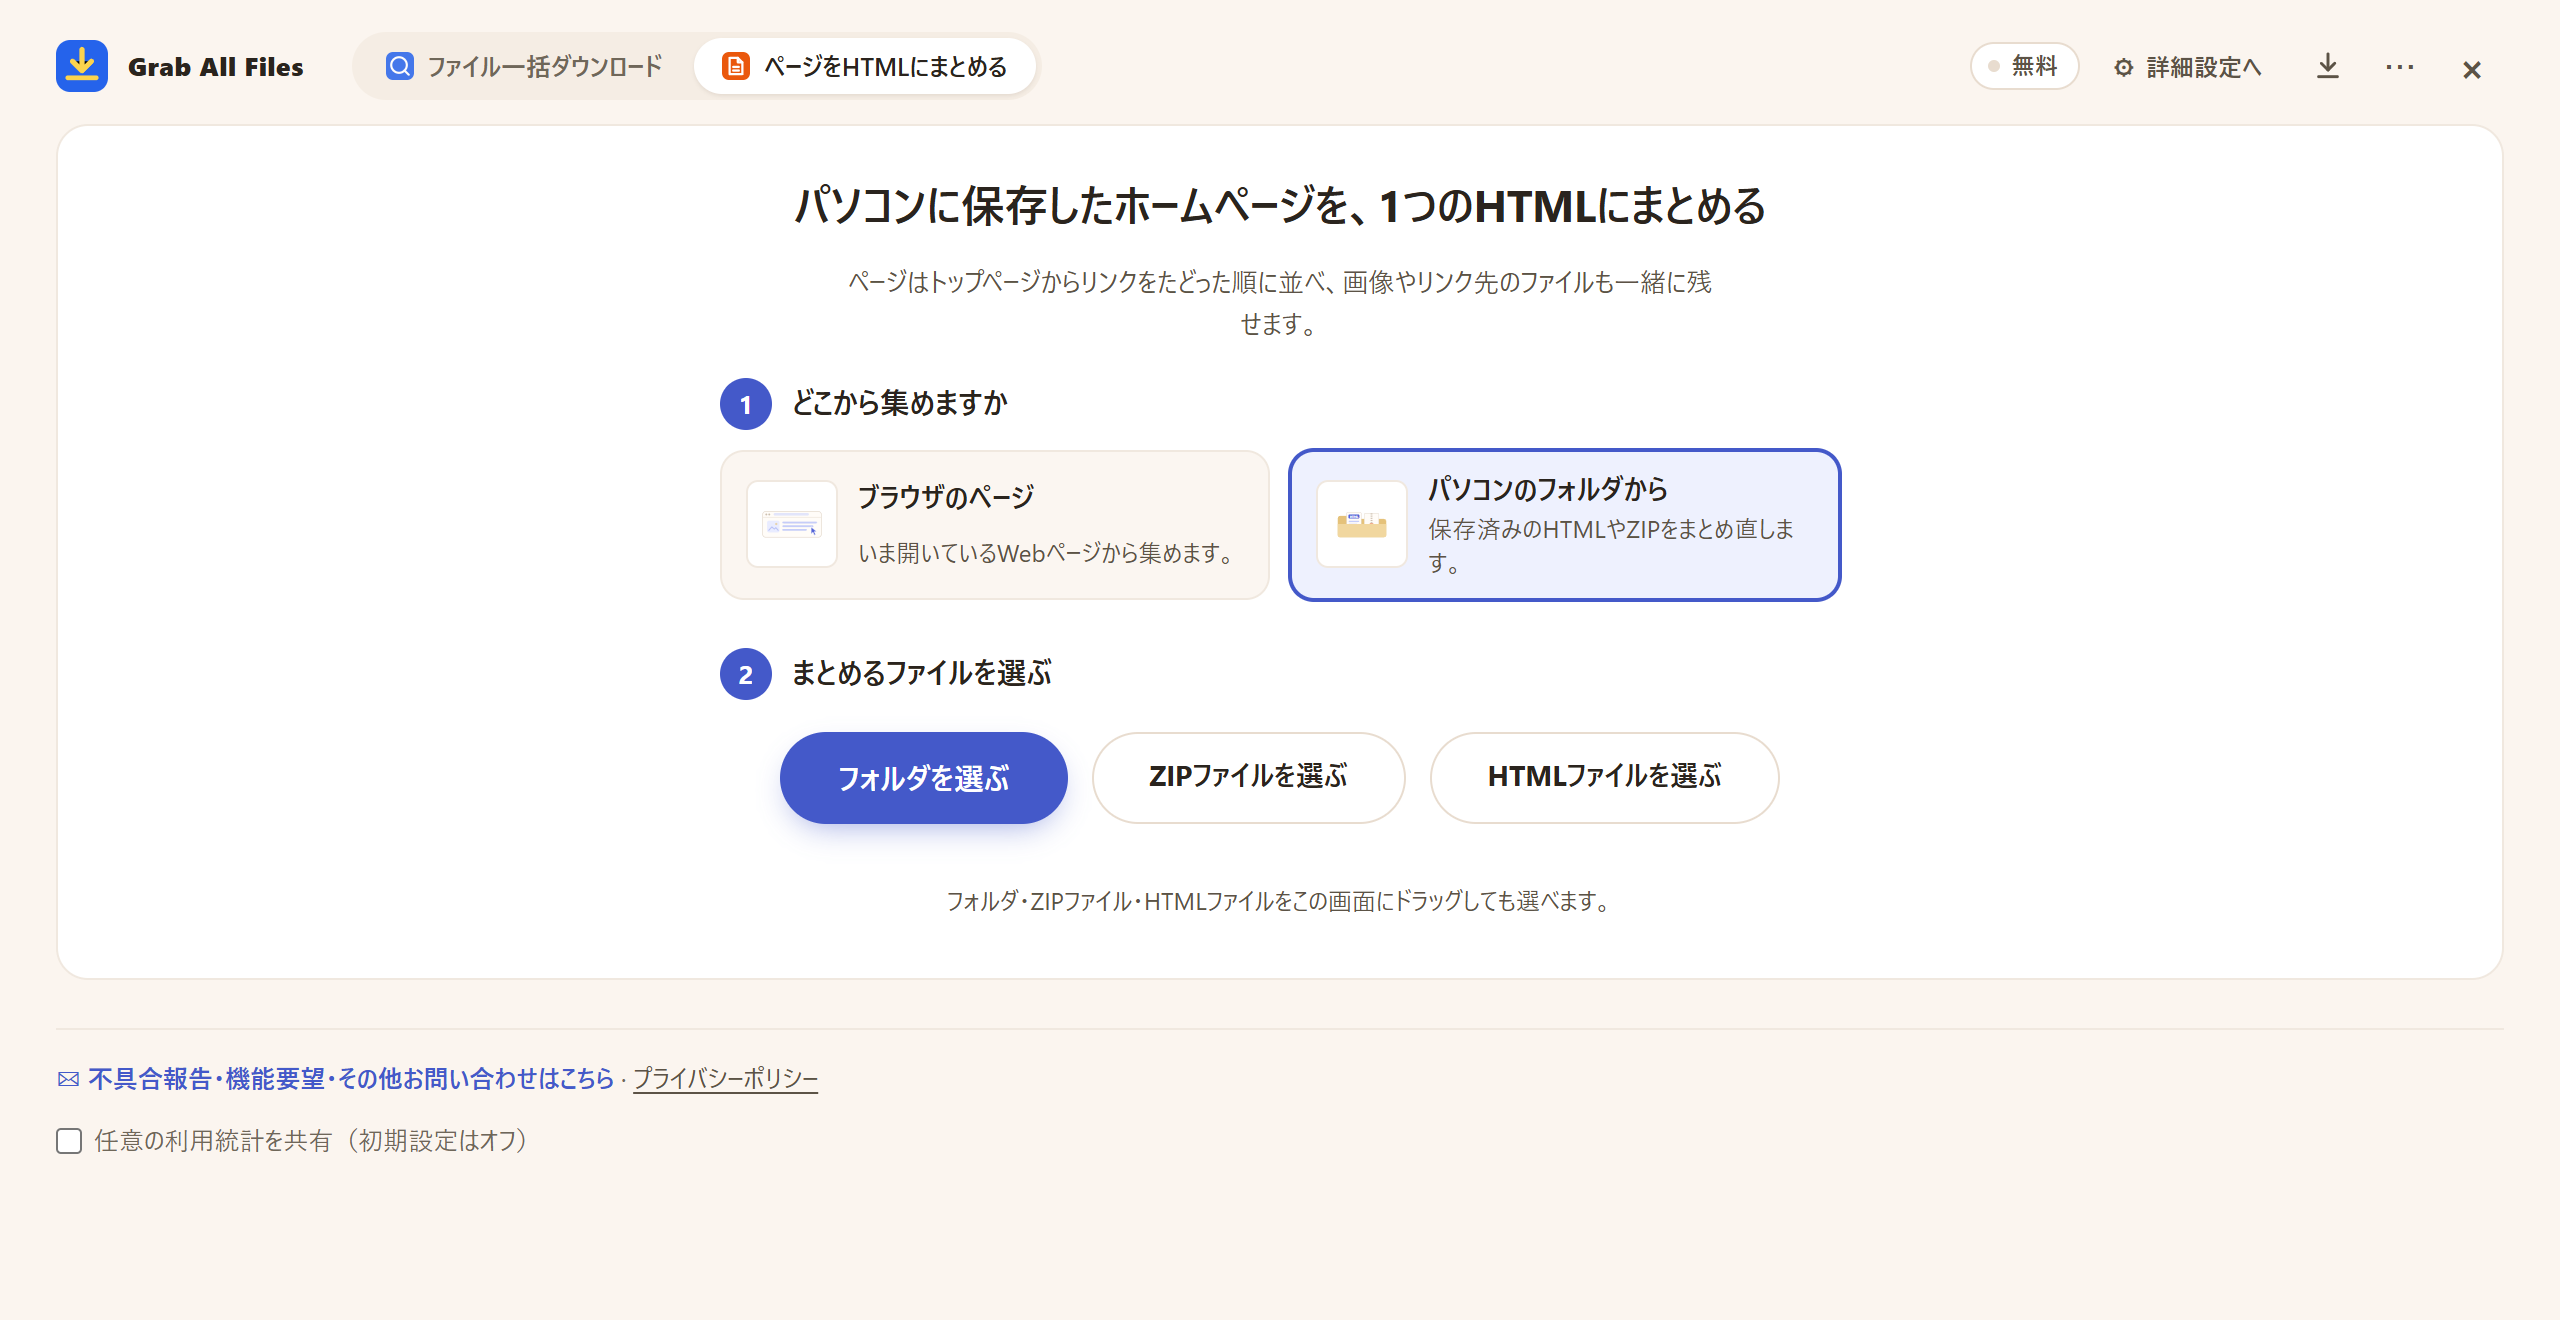 Grab All Files
ファイル一括ダウンロード
ページをHTMLにまとめる
無料
詳細設定へ
パソコンに保存したホームページを、1つのHTMLにまとめる
ページはトップページからリンクをたどった順に並べ、画像やリンク先のファイルも一緒に残
せます。
1 どこから集めますか
ブラウザのページ
いま開いているWebページから集めます。
パソコンのフォルダから
保存済みのHTMLやZIPをまとめ直しま
す。
2 まとめるファイルを選ぶ
フォルダを選ぶ
ZIPファイルを選ぶ
HTMLファイルを選ぶ
フォルダ・ZIPファイル・HTMLファイルをこの画面にドラッグしても選べます。
不具合報告・機能要望・その他お問い合わせはこちら · プライバシーポリシー
任意の利用統計を共有（初期設定はオフ）